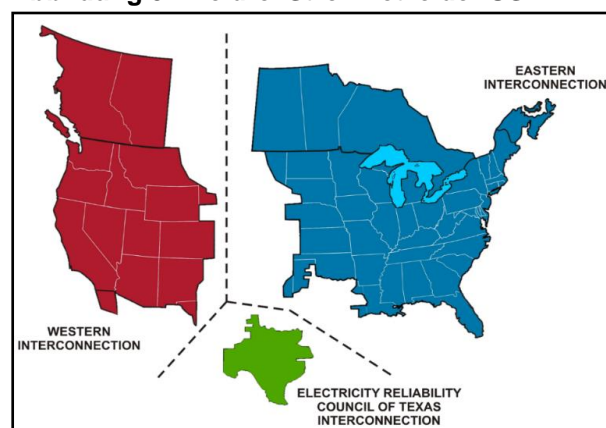 EASTERN
INTERCONNECTION
WESTERN
INTERCONNECTION
ELECTRICITY RELIABILITY
COUNCIL OF TEXAS
INTERCONNECTION